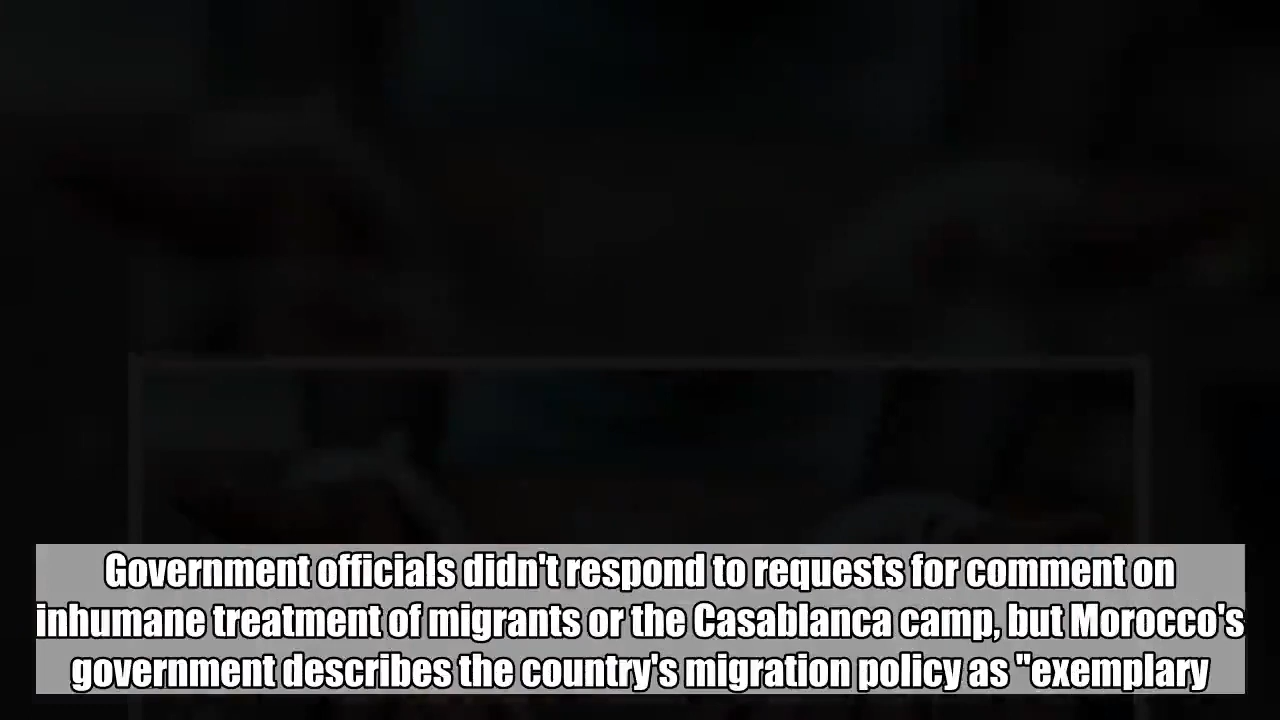 Government officials didn't respond to requests for comment on
inhumane treatment of migrants or the Casablanca camp, but Morocco's
government describes the country's migration policy as "exemplary